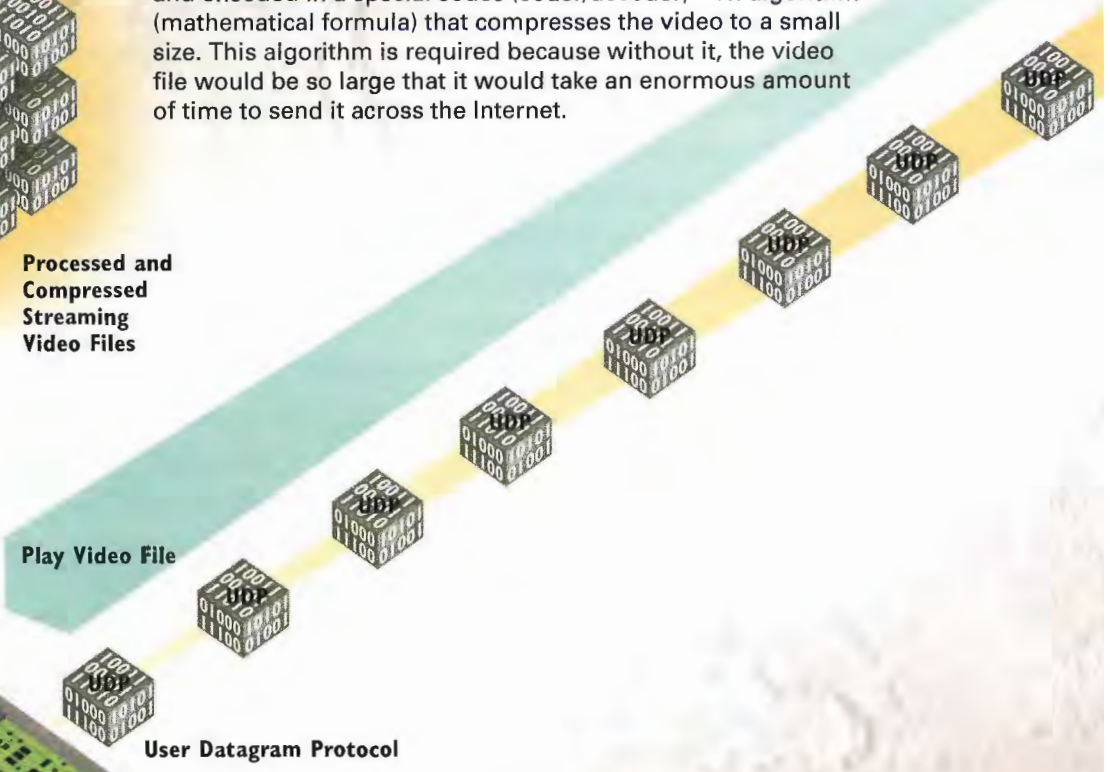 (mathematical formula) that compresses the video to a small
size. This algorithm is required because without it, the video
file would be so large that it would take an enormous amount
of time to send it across the Internet.
Processed and
Compressed
Streaming
Video Files
Play Video File
UDP
UDP
UDP
UDP
UDP
UDP
UDP
UDP
User Datagram Protocol